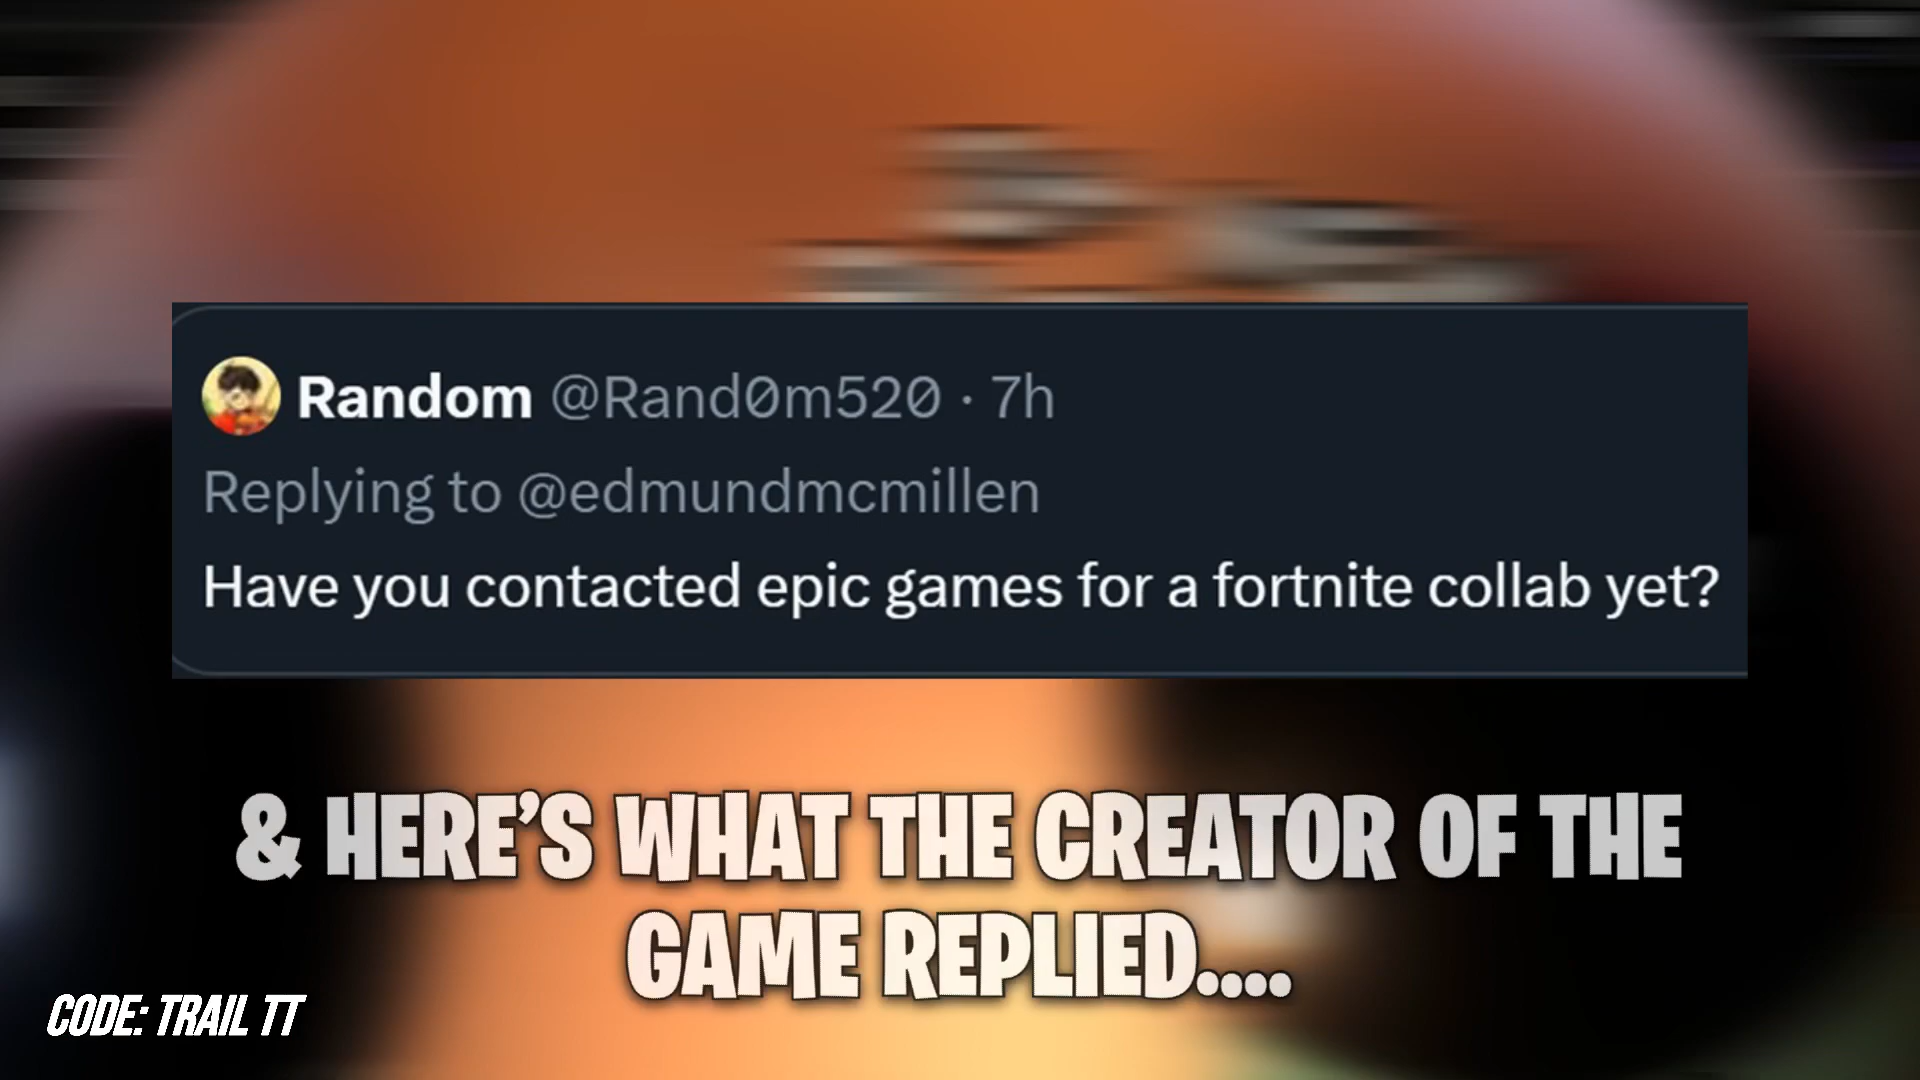 Random @Rand0m520 · 7h
Replying to @edmundmcmillen
Have you contacted epic games for a fortnite collab yet?
& HERE'S WHAT THE CREATOR OF THE
GAME REPLIED....
CODE: TRAIL TT